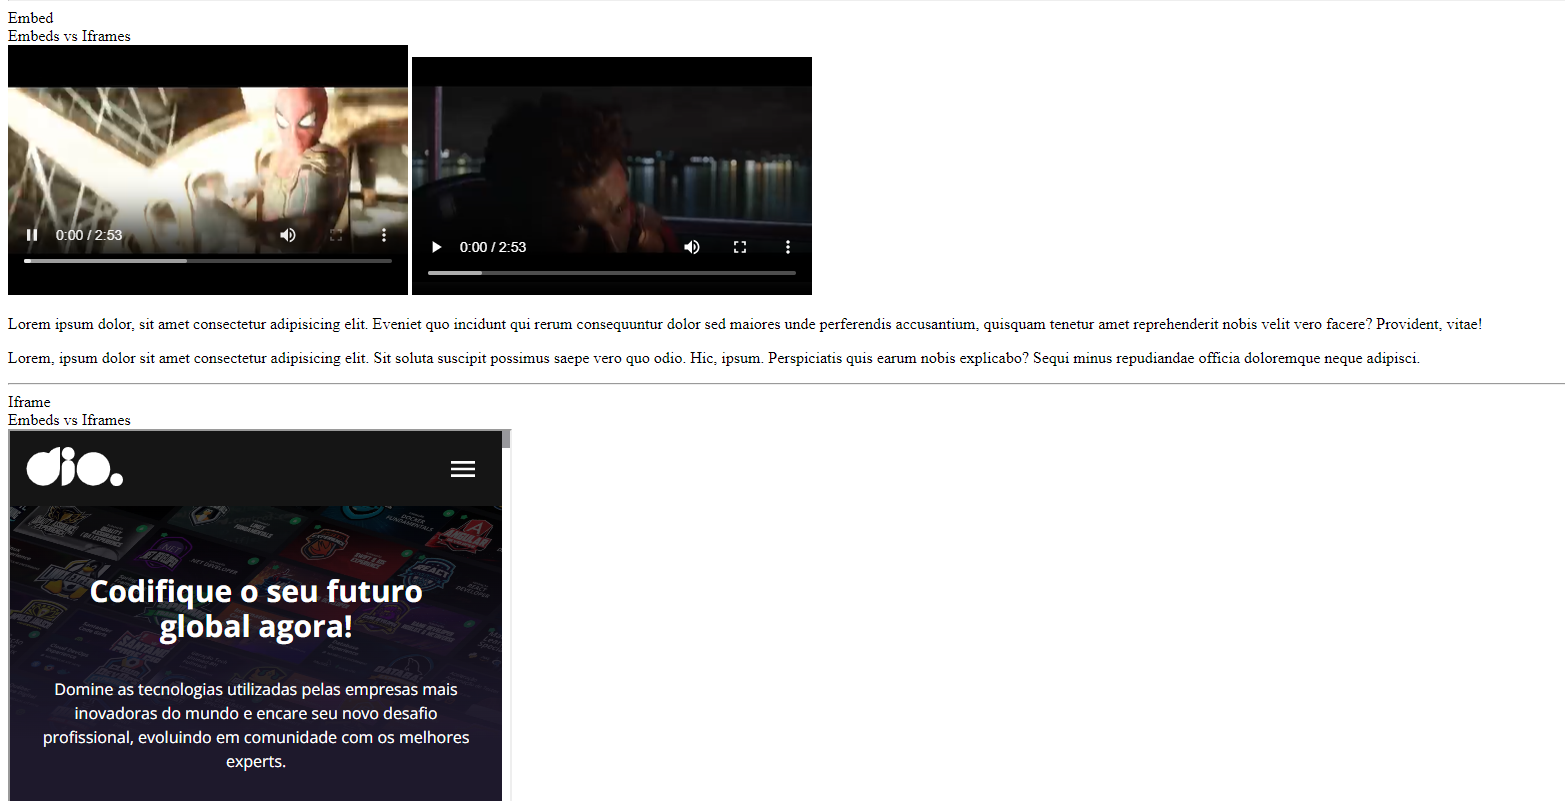 Embed
Embeds vs Iframes
0:00 / 2:53
0:00 / 2:53
Lorem ipsum dolor, sit amet consectetur adipisicing elit. Eveniet quo incidunt qui rerum consequuntur dolor sed maiores unde perferendis accusantium, quisquam tenetur amet reprehenderit nobis velit vero facere? Provident, vitae!
Lorem, ipsum dolor sit amet consectetur adipisicing elit. Sit soluta suscipit possimus saepe vero quo odio. Hic, ipsum. Perspiciatis quis earum nobis explicabo? Sequi minus repudiandae officia doloremque neque adipisci.
Iframe
Embeds vs Iframes
dio.
Codifique o seu futuro
global agora!
Domine as tecnologias utilizadas pelas empresas mais
inovadoras do mundo e encare seu novo desafio
profissional, evoluindo em comunidade com os melhores
experts.